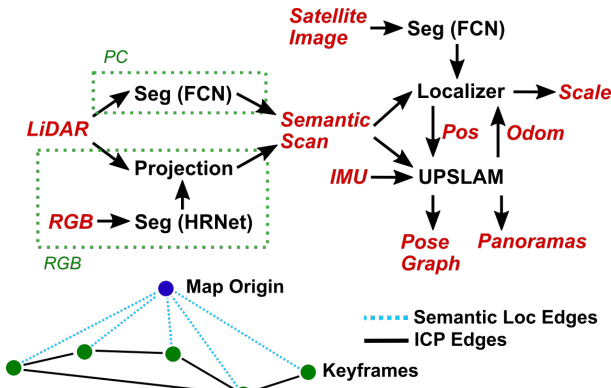 Satellite
Image
Seg (FCN)
PC
Seg (FCN)
Localizer
Scale
LiDAR
Semantic
Scan
Pos
Odom
Projection
IMU
UPSLAM
RGB
Seg (HRNet)
Pose
Graph
Panoramas
RGB
Map Origin
Semantic Loc Edges
ICP Edges
Keyframes